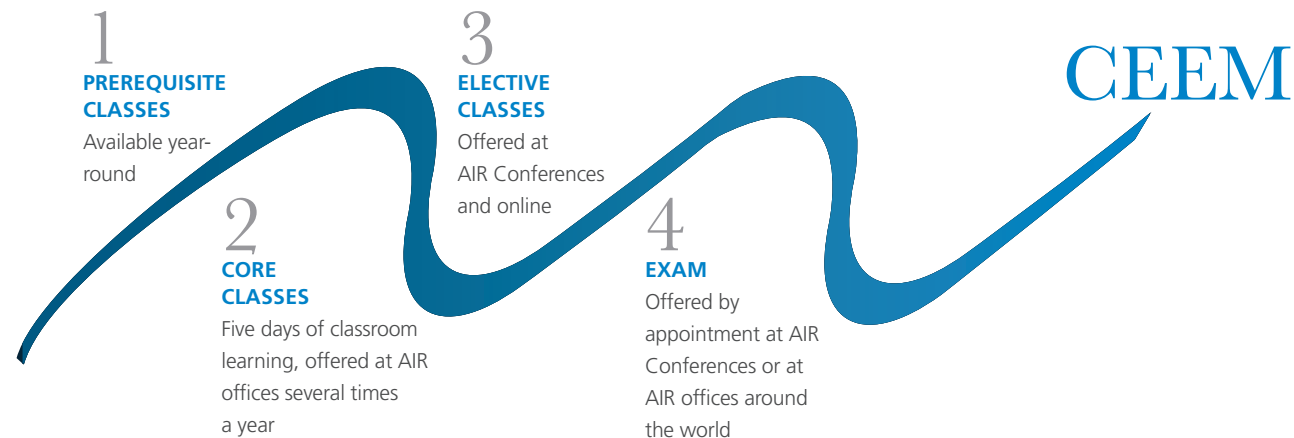 1
PREREQUISITE
CLASSES
Available year-
round
2
CORE
CLASSES
Five days of classroom
learning, offered at AIR
offices several times
a year
3
ELECTIVE
CLASSES
Offered at
AIR Conferences
and online
4
EXAM
Offered by
appointment at AIR
Conferences or at
AIR offices around
the world
CEEM